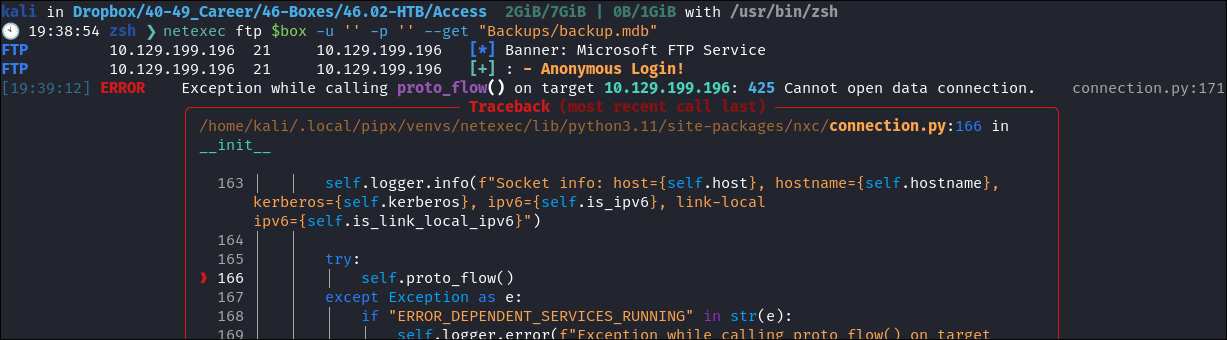 kali in Dropbox/40-49_Career/46-Boxes/46.02-HTB/Access 2GiB/7GiB | 0B/1GiB with /usr/bin/zsh
🕙 19:38:54 zsh ❯ netexec ftp $box -u '' -p '' --get "Backups/backup.mdb"
FTP 10.129.199.196 21 10.129.199.196 [*] Banner: Microsoft FTP Service
FTP 10.129.199.196 21 10.129.199.196 [+] : - Anonymous Login!
[19:39:12] ERROR Exception while calling proto_flow() on target 10.129.199.196: 425 Cannot open data connection. connection.py:171
Traceback (most recent call last)
/home/kali/.local/pipx/venvs/netexec/lib/python3.11/site-packages/nxc/connection.py:166 in
__init__
163 self.logger.info(f"Socket info: host={self.host}, hostname={self.hostname},
kerberos={self.kerberos}, ipv6={self.is_ipv6}, link-local
ipv6={self.is_link_local_ipv6}")
164
165 try:
❱ 166 self.proto_flow()
167 except Exception as e:
168 if "ERROR_DEPENDENT_SERVICES_RUNNING" in str(e):
169 self.logger.error(f"Exception while calling proto_flow() on target